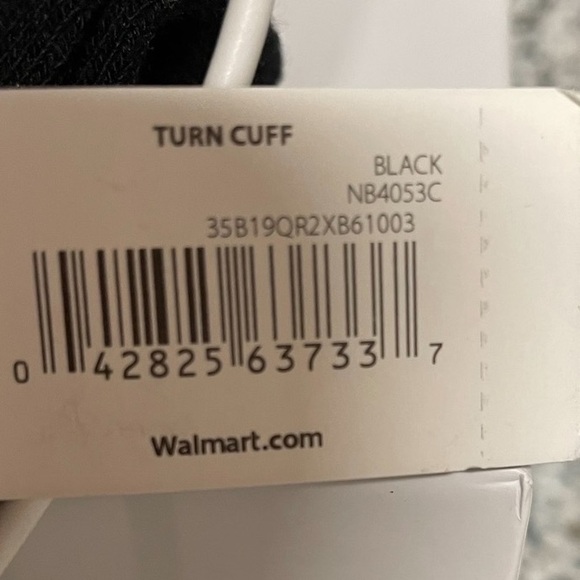 TURN CUFF
BLACK
NB4053C
35B19QR2XB61003
0 42825 63733 7
Walmart.com